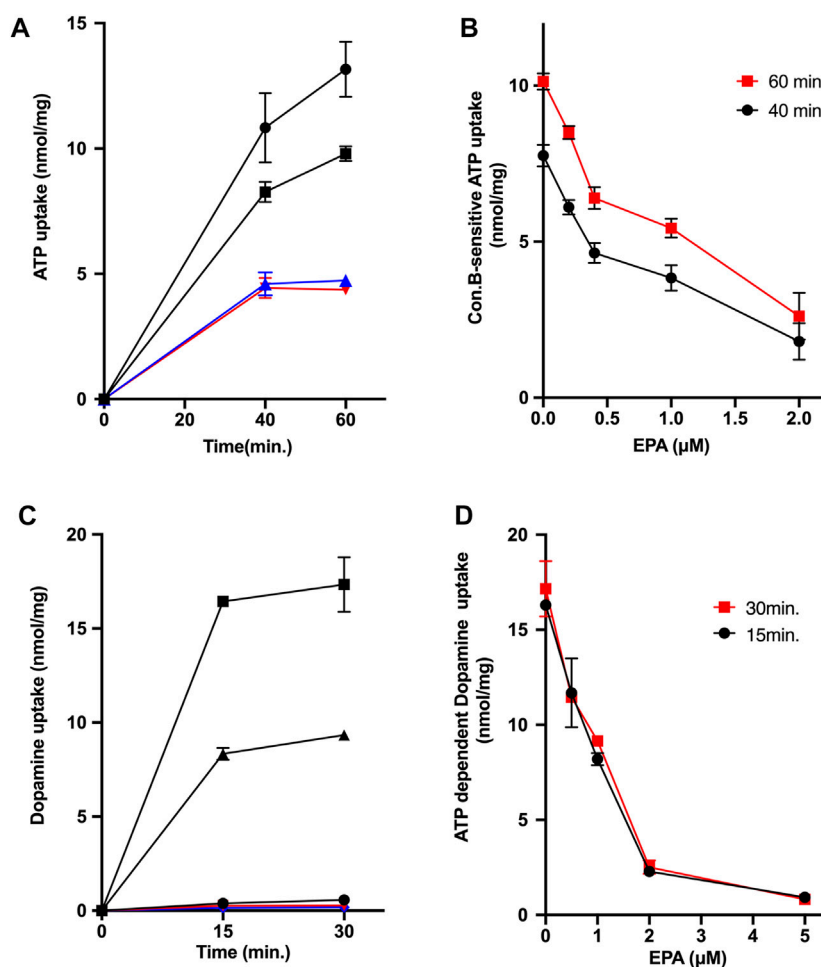 A
ATP uptake (nmol/mg)
15
10
5
0
0
20
40
60
Time(min.)
B
Con.B-sensitive ATP uptake
(nmol/mg)
10
5
0
60 min
40 min
0.0
0.5
1.0
1.5
2.0
EPA (µM)
C
Dopamine uptake (nmol/mg)
20
15
10
5
0
0
15
30
Time (min.)
D
ATP dependent Dopamine uptake
(nmol/mg)
20
15
10
5
0
30min.
15min.
0
1
2
3
4
5
EPA (µM)